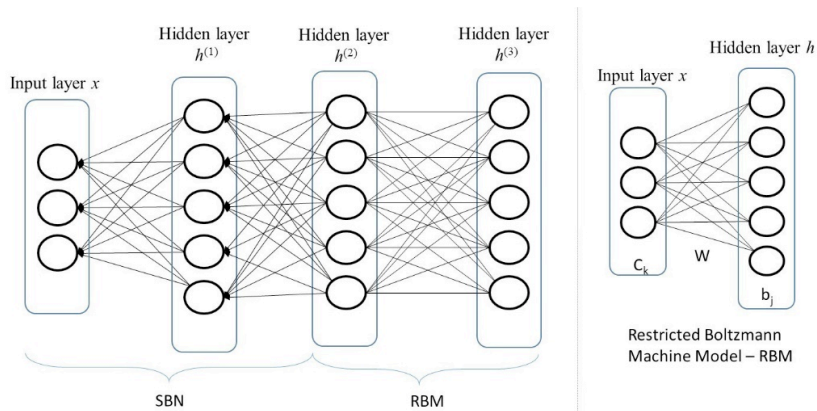 Input layer x
Hidden layer
h(1)
Hidden layer
h(2)
Hidden layer
h(3)
SBN
RBM
Input layer x
Hidden layer h
Ck
W
bj
Restricted Boltzmann
Machine Model – RBM